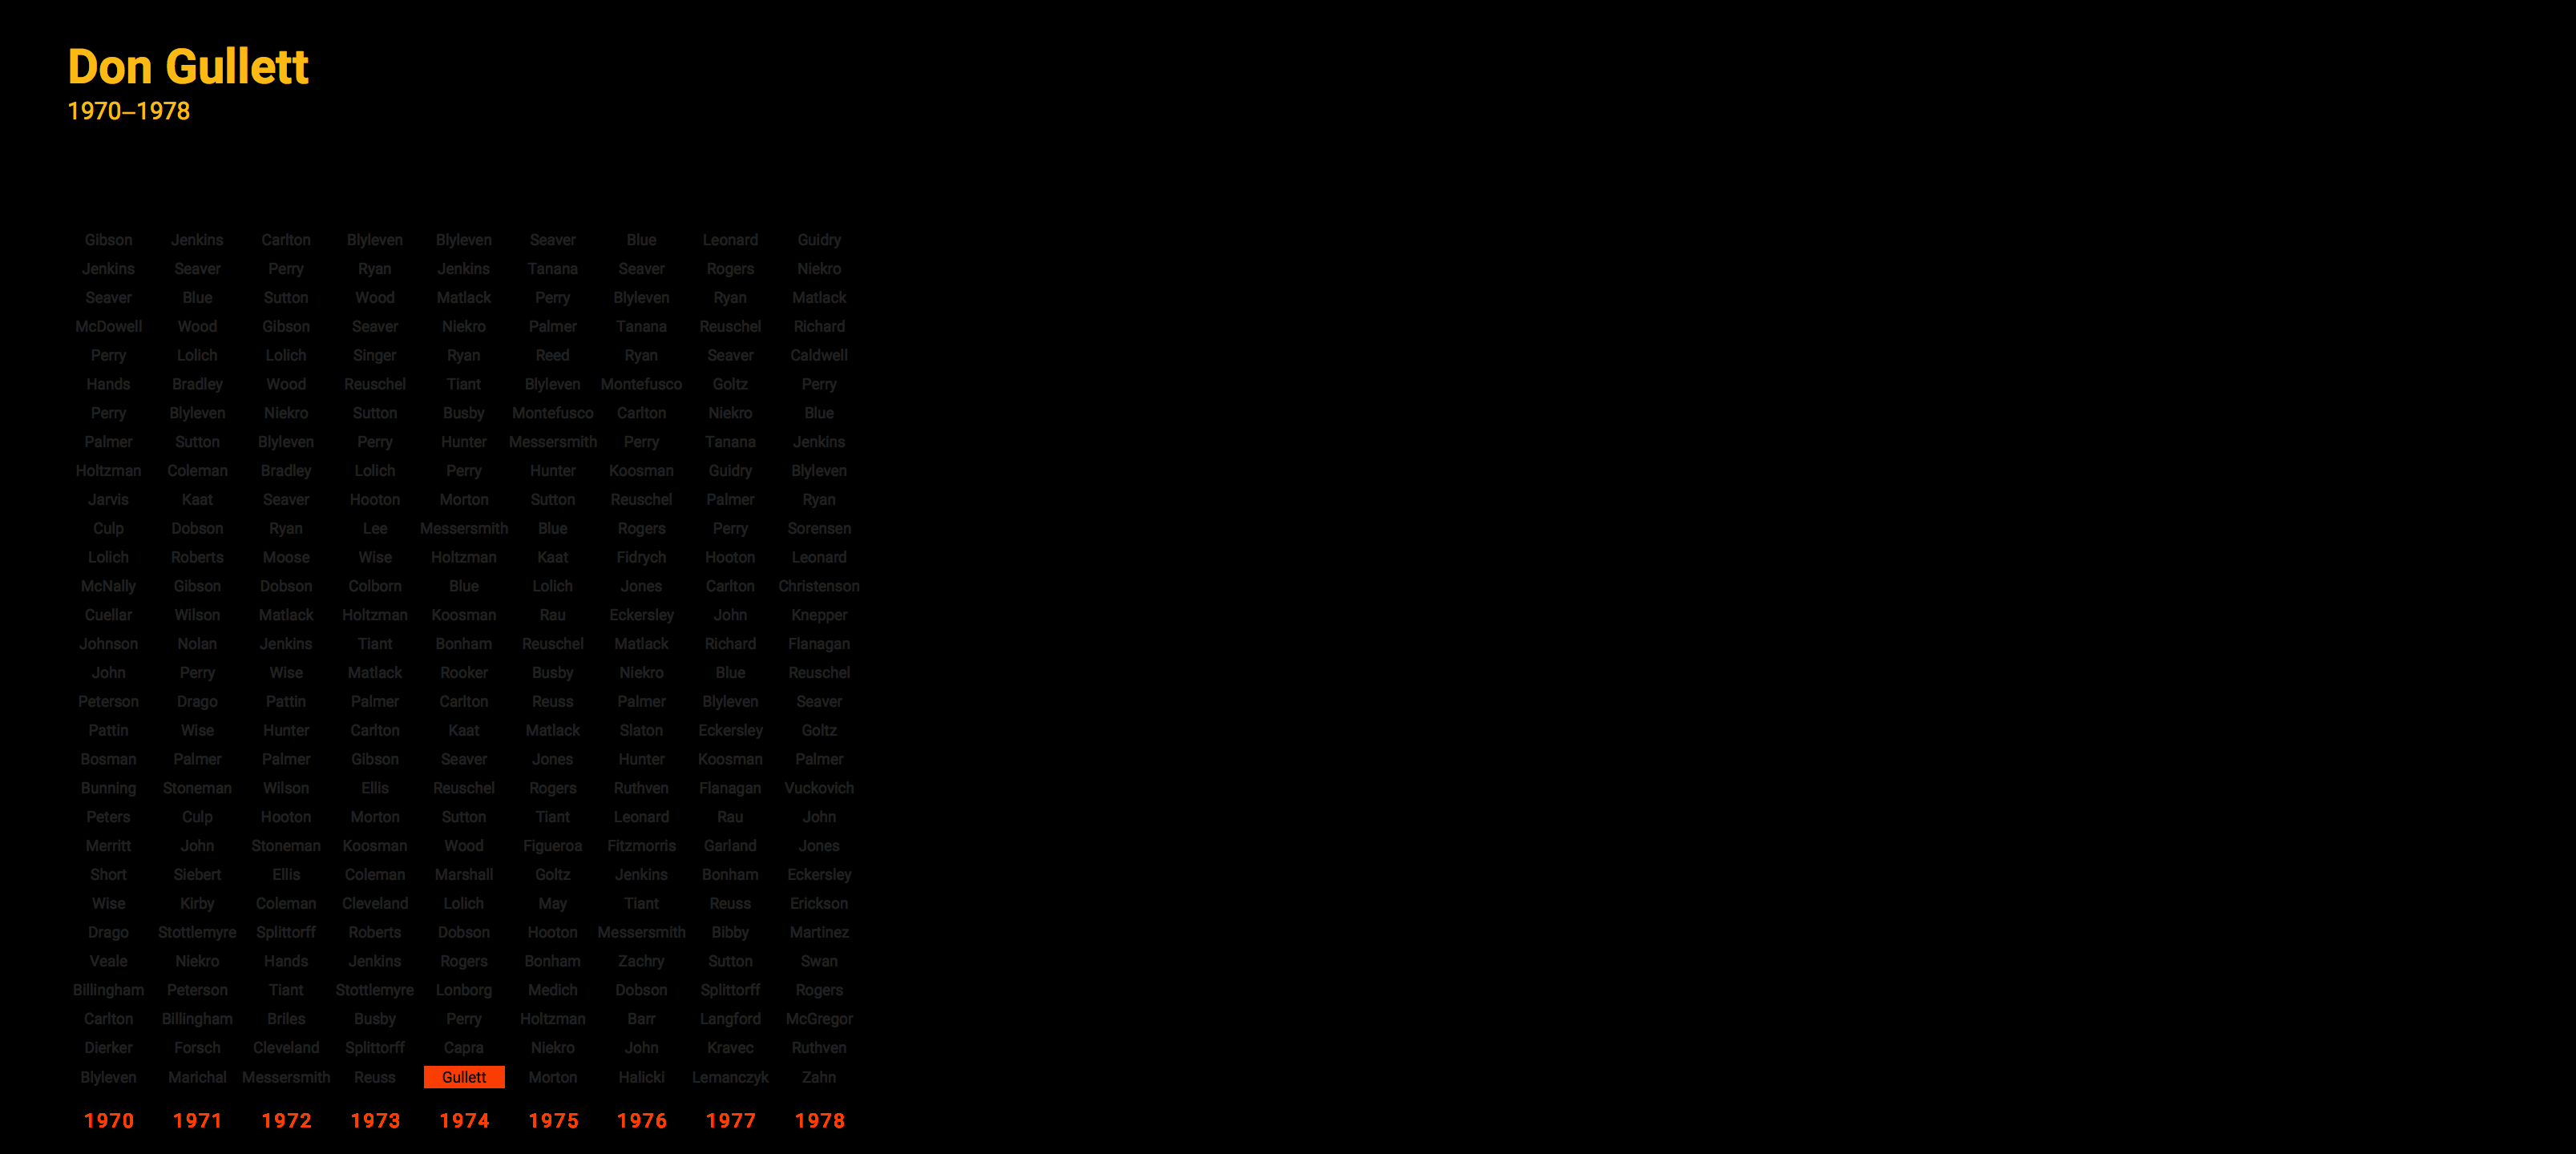 Don Gullett
1970–1978
Gibson Jenkins Carlton Blyleven Blyleven Seaver Blue Leonard Guidry
Jenkins Seaver Perry Ryan Jenkins Tanana Seaver Rogers Niekro
Seaver Blue Sutton Wood Matlack Perry Blyleven Ryan Matlack
McDowell Wood Gibson Seaver Niekro Palmer Tanana Reuschel Richard
Perry Lolich Lolich Singer Ryan Reed Ryan Seaver Caldwell
Hands Bradley Wood Reuschel Tiant Blyleven Montefusco Goltz Perry
Perry Blyleven Niekro Sutton Busby Montefusco Carlton Niekro Blue
Palmer Sutton Blyleven Perry Hunter Messersmith Perry Tanana Jenkins
Holtzman Coleman Bradley Lolich Perry Hunter Koosman Guidry Blyleven
Jarvis Kaat Seaver Hooton Morton Sutton Reuschel Palmer Ryan
Culp Dobson Ryan Lee Messersmith Blue Rogers Perry Sorensen
Lolich Roberts Moose Wise Holtzman Kaat Fidrych Hooton Leonard
McNally Gibson Dobson Colborn Blue Lolich Jones Carlton Christenson
Cuellar Wilson Matlack Holtzman Koosman Rau Eckersley John Knepper
Johnson Nolan Jenkins Tiant Bonham Reuschel Matlack Richard Flanagan
John Perry Wise Matlack Rooker Busby Niekro Blue Reuschel
Peterson Drago Pattin Palmer Carlton Reuss Palmer Blyleven Seaver
Pattin Wise Hunter Carlton Kaat Matlack Slaton Eckersley Goltz
Bosman Palmer Palmer Gibson Seaver Jones Hunter Koosman Palmer
Bunning Stoneman Wilson Ellis Reuschel Rogers Ruthven Flanagan Vuckovich
Peters Culp Hooton Morton Sutton Tiant Leonard Rau John
Merritt John Stoneman Koosman Wood Figueroa Fitzmorris Garland Jones
Short Siebert Ellis Coleman Marshall Goltz Jenkins Bonham Eckersley
Wise Kirby Coleman Cleveland Lolich May Tiant Reuss Erickson
Drago Stottlemyre Splittorff Roberts Dobson Hooton Messersmith Bibby Martinez
Veale Niekro Hands Jenkins Rogers Bonham Zachry Sutton Swan
Billingham Peterson Tiant Stottlemyre Lonborg Medich Dobson Splittorff Rogers
Carlton Billingham Briles Busby Perry Holtzman Barr Langford McGregor
Dierker Forsch Cleveland Splittorff Capra Niekro John Kravec Ruthven
Blyleven Marichal Messersmith Reuss Gullett Morton Halicki Lemanczyk Zahn
1970 1971 1972 1973 1974 1975 1976 1977 1978